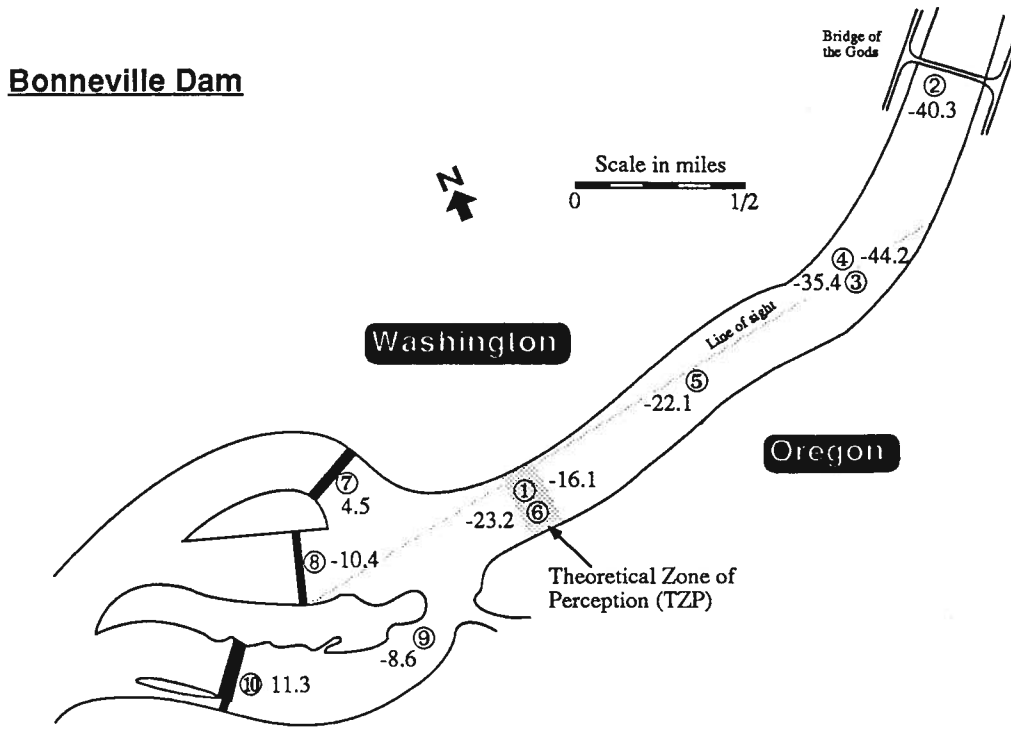 Bridge of
the Gods
Bonneville Dam
②
-40.3
N
Scale in miles
0 1/2
④ -44.2
-35.4 ③
Line of sight
Washington
⑤
-22.1
Oregon
⑦
4.5
① -16.1
-23.2 ⑥
⑧ -10.4
Theoretical Zone of
Perception (TZP)
⑨
-8.6
⑩ 11.3